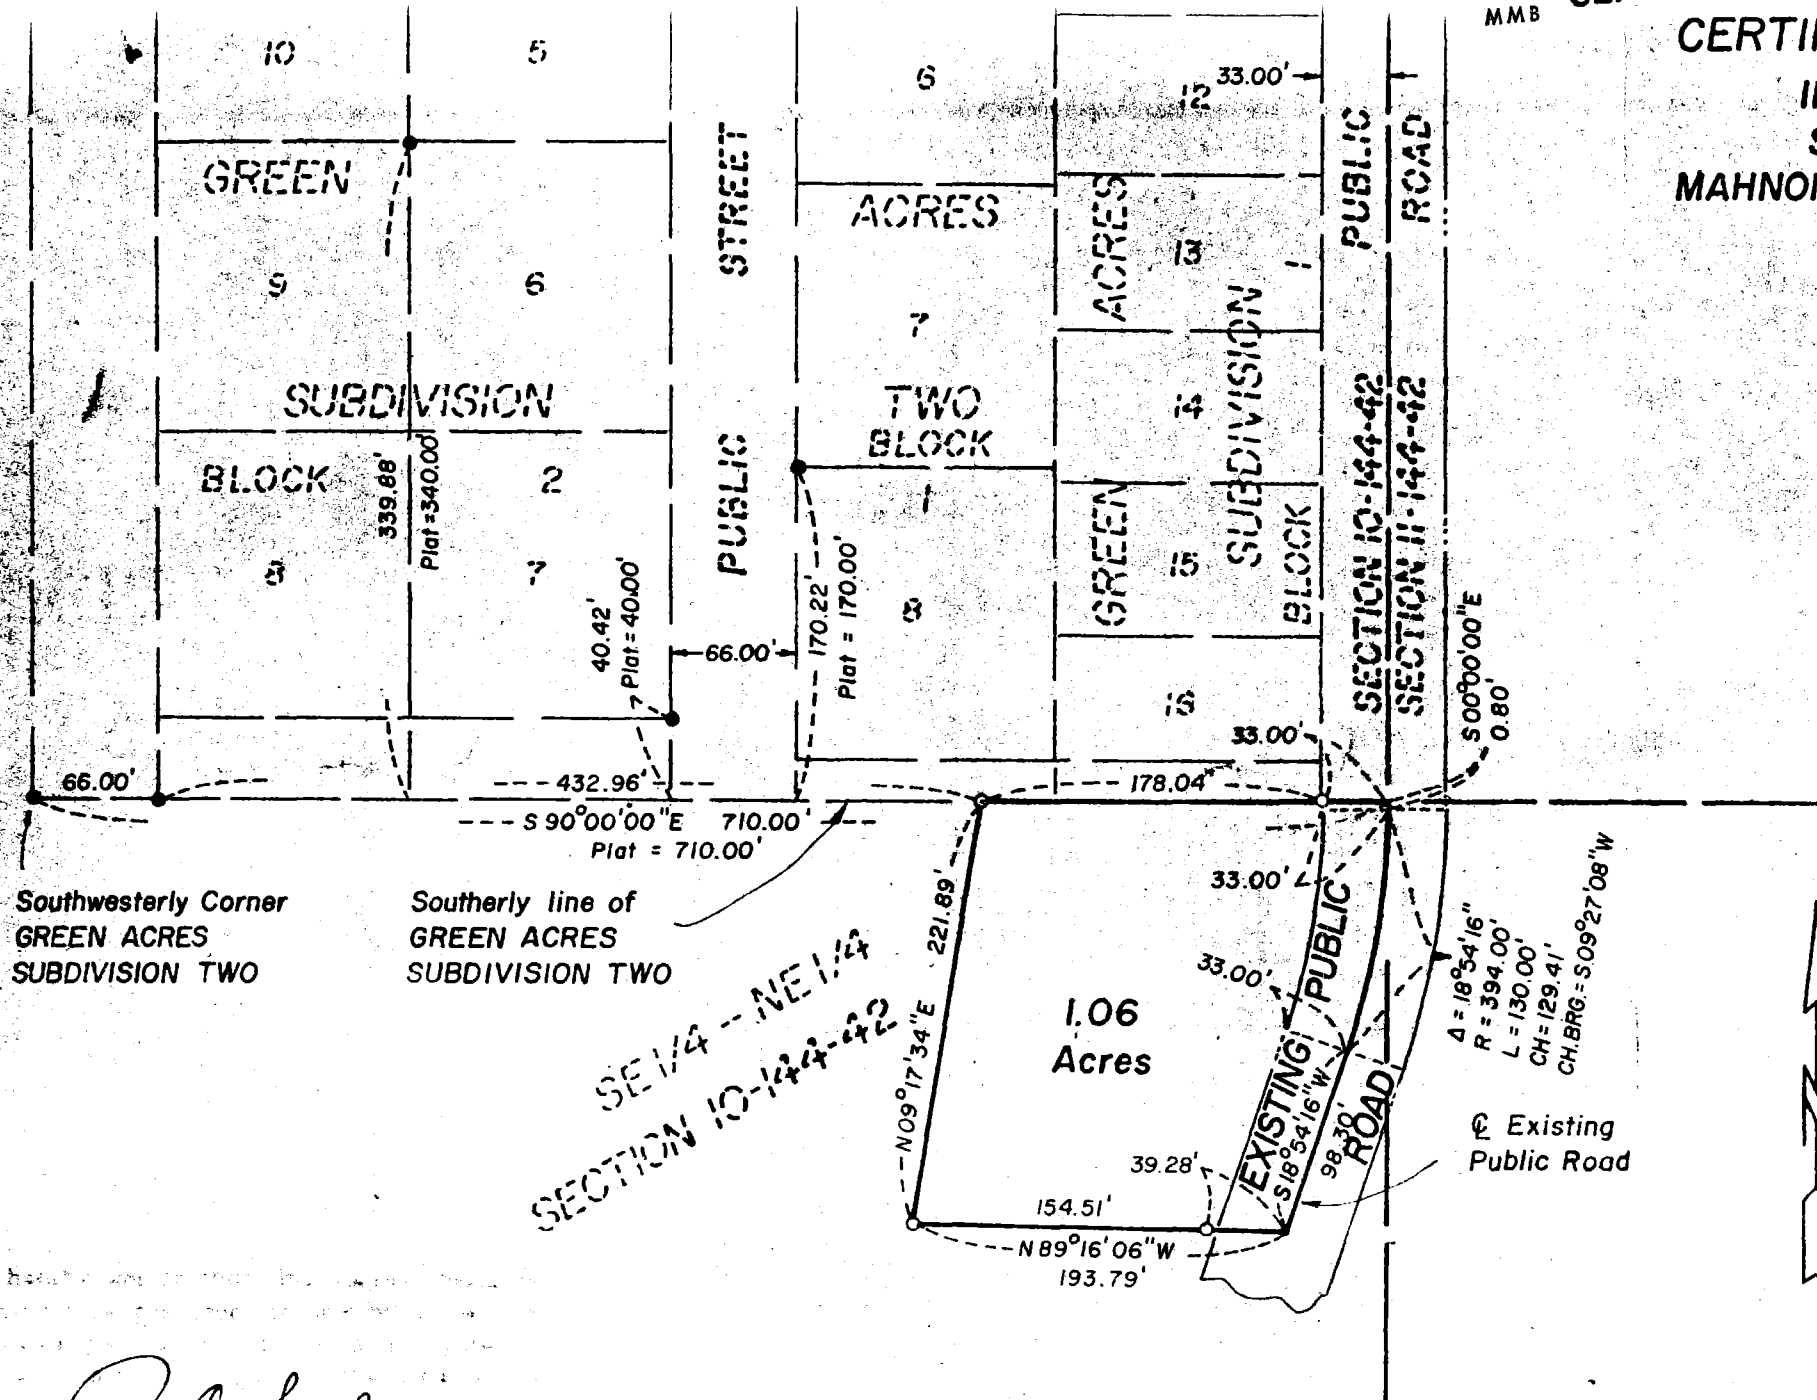 MMB
CERTI
MAHNO
10
5
6
12
33.00'
PUBLIC
ROAD
GREEN
STREET
ACRES
ACRES
13
1
9
6
7
SUBDIVISION
SUBDIVISION
TWO
14
BLOCK
BLOCK
2
339.88'
Plat=340.00'
PUBLIC
1
GREEN
BLOCK
15
SECTION 10-144-42
SECTION 11-144-42
8
7
8
40.42'
Plat=40.00'
66.00'
170.22'
Plat = 170.00'
16
33.00'
S00°00'00"E
0.80'
66.00'
432.96'
178.04'
S 90°00'00"E 710.00'
Plat = 710.00'
Southwesterly Corner
GREEN ACRES
SUBDIVISION TWO
Southerly line of
GREEN ACRES
SUBDIVISION TWO
221.89'
N09°17'34"E
33.00'
33.00'
EXISTING PUBLIC
ROAD
Δ = 18°54'16"
R = 394.00'
L = 130.00'
CH = 129.41'
CH.BRG.= S.09°27'08"W
SE 1/4 -- NE 1/4
SECTION 10-144-42
1.06
Acres
S18°54'16"W
98.30'
℄ Existing
Public Road
39.28'
154.51'
N89°16'06"W
193.79'